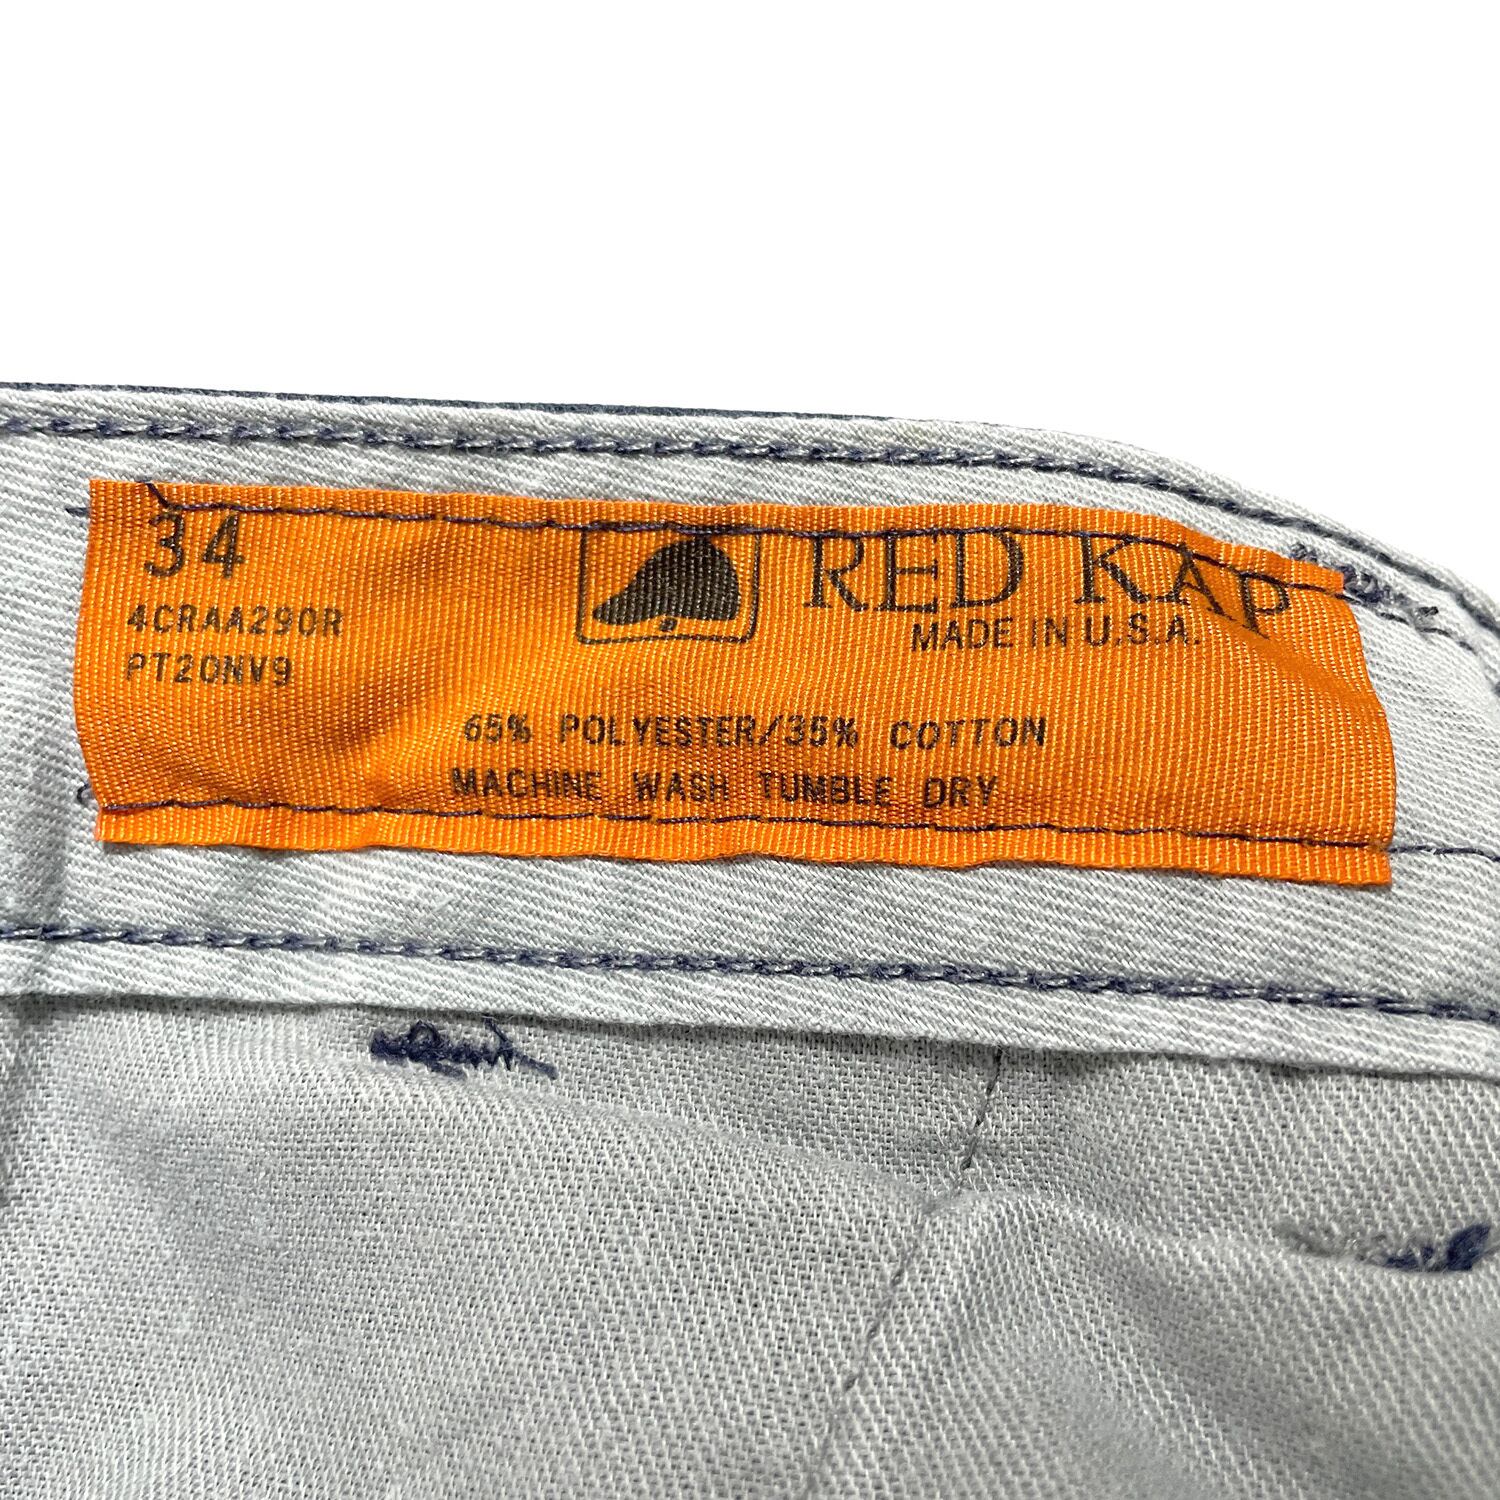 34
RED KAP
4CRAA290R
MADE IN U.S.A.
PT20NV9
65% POLYESTER/35% COTTON
MACHINE WASH TUMBLE DRY